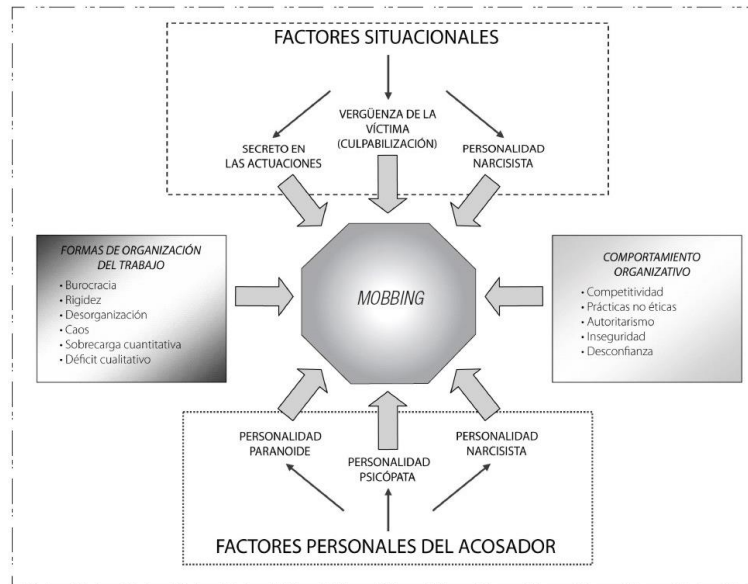 FACTORES SITUACIONALES
VERGÜENZA DE LA
VÍCTIMA
(CULPABILIZACIÓN)
SECRETO EN
LAS ACTUACIONES
PERSONALIDAD
NARCISISTA
FORMAS DE ORGANIZACIÓN
DEL TRABAJO
• Burocracia
• Rigidez
• Desorganización
• Caos
• Sobrecarga cuantitativa
• Déficit cualitativo
MOBBING
COMPORTAMIENTO
ORGANIZATIVO
• Competitividad
• Prácticas no éticas
• Autoritarismo
• Inseguridad
• Desconfianza
PERSONALIDAD
PARANOIDE
PERSONALIDAD
PSICÓPATA
PERSONALIDAD
NARCISISTA
FACTORES PERSONALES DEL ACOSADOR